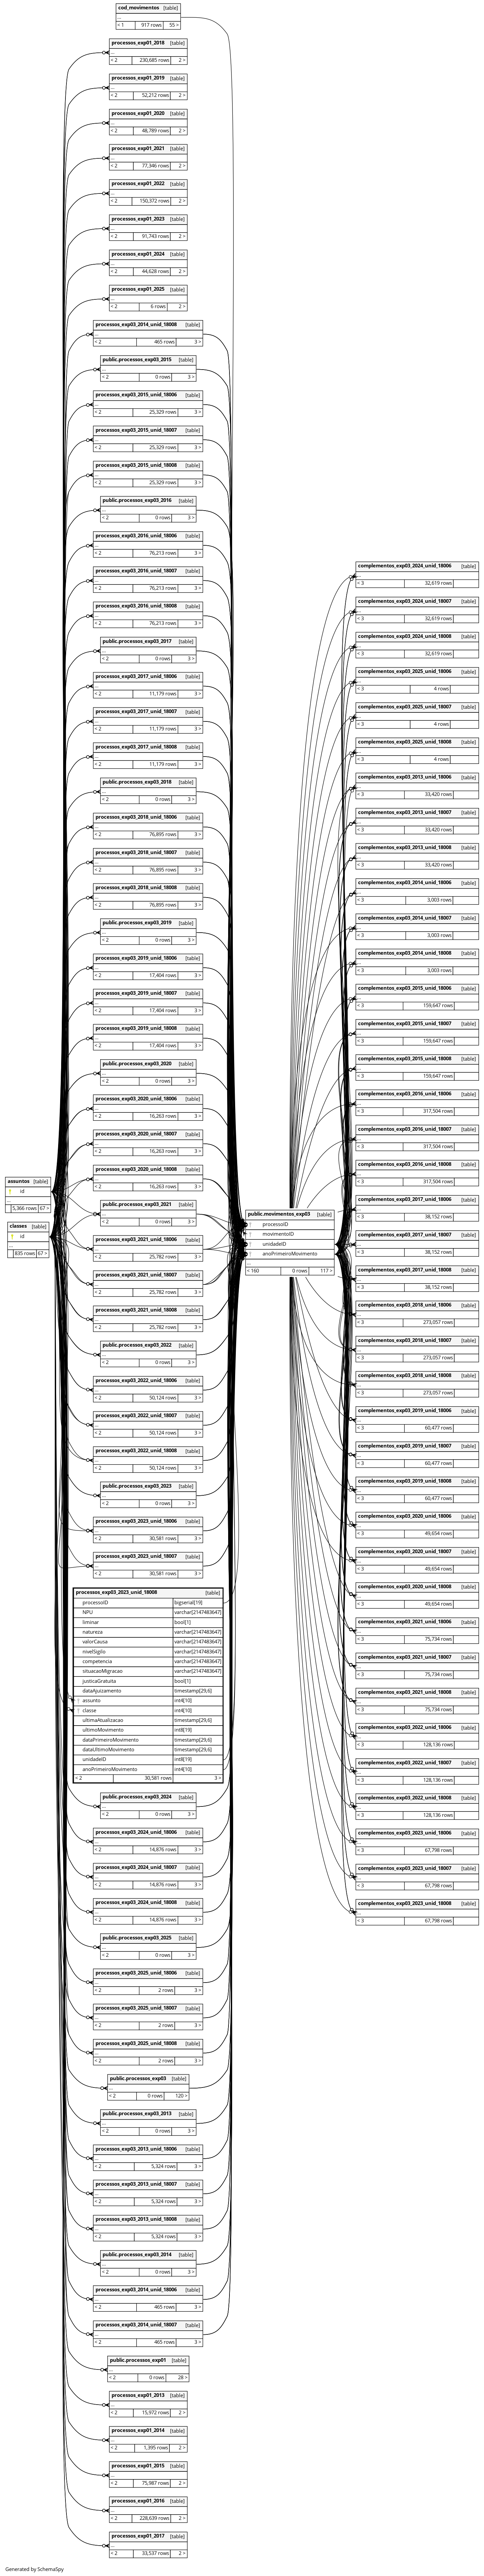 cod_movimentos [table]
...
< 1 917 rows 55 >
processos_exp01_2018 [table]
...
< 2 230,685 rows 2 >
processos_exp01_2019 [table]
...
< 2 52,212 rows 2 >
processos_exp01_2020 [table]
...
< 2 48,789 rows 2 >
processos_exp01_2021 [table]
...
< 2 77,346 rows 2 >
processos_exp01_2022 [table]
...
< 2 150,372 rows 2 >
processos_exp01_2023 [table]
...
< 2 91,743 rows 2 >
processos_exp01_2024 [table]
...
< 2 44,628 rows 2 >
processos_exp01_2025 [table]
...
< 2 6 rows 2 >
processos_exp03_2014_unid_18008 [table]
...
< 2 465 rows 3 >
public.processos_exp03_2015 [table]
...
< 2 0 rows 3 >
processos_exp03_2015_unid_18006 [table]
...
< 2 25,329 rows 3 >
processos_exp03_2015_unid_18007 [table]
...
< 2 25,329 rows 3 >
processos_exp03_2015_unid_18008 [table]
...
< 2 25,329 rows 3 >
public.processos_exp03_2016 [table]
...
< 2 0 rows 3 >
processos_exp03_2016_unid_18006 [table]
...
< 2 76,213 rows 3 >
processos_exp03_2016_unid_18007 [table]
...
< 2 76,213 rows 3 >
processos_exp03_2016_unid_18008 [table]
...
< 2 76,213 rows 3 >
public.processos_exp03_2017 [table]
...
< 2 0 rows 3 >
processos_exp03_2017_unid_18006 [table]
...
< 2 11,179 rows 3 >
processos_exp03_2017_unid_18007 [table]
...
< 2 11,179 rows 3 >
processos_exp03_2017_unid_18008 [table]
...
< 2 11,179 rows 3 >
public.processos_exp03_2018 [table]
...
< 2 0 rows 3 >
processos_exp03_2018_unid_18006 [table]
...
< 2 76,895 rows 3 >
processos_exp03_2018_unid_18007 [table]
...
< 2 76,895 rows 3 >
processos_exp03_2018_unid_18008 [table]
...
< 2 76,895 rows 3 >
public.processos_exp03_2019 [table]
...
< 2 0 rows 3 >
processos_exp03_2019_unid_18006 [table]
...
< 2 17,404 rows 3 >
processos_exp03_2019_unid_18007 [table]
...
< 2 17,404 rows 3 >
processos_exp03_2019_unid_18008 [table]
...
< 2 17,404 rows 3 >
public.processos_exp03_2020 [table]
...
< 2 0 rows 3 >
processos_exp03_2020_unid_18006 [table]
...
< 2 16,263 rows 3 >
processos_exp03_2020_unid_18007 [table]
...
< 2 16,263 rows 3 >
processos_exp03_2020_unid_18008 [table]
...
< 2 16,263 rows 3 >
assuntos [table]
id
...
5,366 rows 67 >
classes [table]
id
...
835 rows 67 >
public.processos_exp03_2021 [table]
...
< 2 0 rows 3 >
processos_exp03_2021_unid_18006 [table]
...
< 2 25,782 rows 3 >
processos_exp03_2021_unid_18007 [table]
...
< 2 25,782 rows 3 >
processos_exp03_2021_unid_18008 [table]
...
< 2 25,782 rows 3 >
public.processos_exp03_2022 [table]
...
< 2 0 rows 3 >
processos_exp03_2022_unid_18006 [table]
...
< 2 50,124 rows 3 >
processos_exp03_2022_unid_18007 [table]
...
< 2 50,124 rows 3 >
processos_exp03_2022_unid_18008 [table]
...
< 2 50,124 rows 3 >
public.processos_exp03_2023 [table]
...
< 2 0 rows 3 >
processos_exp03_2023_unid_18006 [table]
...
< 2 30,581 rows 3 >
processos_exp03_2023_unid_18007 [table]
...
< 2 30,581 rows 3 >
processos_exp03_2023_unid_18008 [table]
processoID bigserial[19]
NPU varchar[2147483647]
liminar bool[1]
natureza varchar[2147483647]
valorCausa varchar[2147483647]
nivelSigilo varchar[2147483647]
competencia varchar[2147483647]
situacaoMigracao varchar[2147483647]
justicaGratuita bool[1]
dataAjuizamento timestamp[29,6]
assunto int4[10]
classe int4[10]
ultimaAtualizacao timestamp[29,6]
ultimoMovimento int8[19]
dataPrimeiroMovimento timestamp[29,6]
dataUltimoMovimento timestamp[29,6]
unidadeID int8[19]
anoPrimeiroMovimento int4[10]
< 2 30,581 rows 3 >
public.processos_exp03_2024 [table]
...
< 2 0 rows 3 >
processos_exp03_2024_unid_18006 [table]
...
< 2 14,876 rows 3 >
processos_exp03_2024_unid_18007 [table]
...
< 2 14,876 rows 3 >
processos_exp03_2024_unid_18008 [table]
...
< 2 14,876 rows 3 >
public.processos_exp03_2025 [table]
...
< 2 0 rows 3 >
processos_exp03_2025_unid_18006 [table]
...
< 2 2 rows 3 >
processos_exp03_2025_unid_18007 [table]
...
< 2 2 rows 3 >
processos_exp03_2025_unid_18008 [table]
...
< 2 2 rows 3 >
public.processos_exp03 [table]
...
< 2 0 rows 120 >
public.processos_exp03_2013 [table]
...
< 2 0 rows 3 >
processos_exp03_2013_unid_18006 [table]
...
< 2 5,324 rows 3 >
processos_exp03_2013_unid_18007 [table]
...
< 2 5,324 rows 3 >
processos_exp03_2013_unid_18008 [table]
...
< 2 5,324 rows 3 >
public.processos_exp03_2014 [table]
...
< 2 0 rows 3 >
processos_exp03_2014_unid_18006 [table]
...
< 2 465 rows 3 >
processos_exp03_2014_unid_18007 [table]
...
< 2 465 rows 3 >
public.processos_exp01 [table]
...
< 2 0 rows 28 >
processos_exp01_2013 [table]
...
< 2 15,972 rows 2 >
processos_exp01_2014 [table]
...
< 2 1,395 rows 2 >
processos_exp01_2015 [table]
...
< 2 75,987 rows 2 >
processos_exp01_2016 [table]
...
< 2 228,639 rows 2 >
processos_exp01_2017 [table]
...
< 2 33,537 rows 2 >
public.movimentos_exp03 [table]
processoID
movimentoID
unidadeID
anoPrimeiroMovimento
...
< 160 0 rows 117 >
complementos_exp03_2024_unid_18006 [table]
...
< 3 32,619 rows
complementos_exp03_2024_unid_18007 [table]
...
< 3 32,619 rows
complementos_exp03_2024_unid_18008 [table]
...
< 3 32,619 rows
complementos_exp03_2025_unid_18006 [table]
...
< 3 4 rows
complementos_exp03_2025_unid_18007 [table]
...
< 3 4 rows
complementos_exp03_2025_unid_18008 [table]
...
< 3 4 rows
complementos_exp03_2013_unid_18006 [table]
...
< 3 33,420 rows
complementos_exp03_2013_unid_18007 [table]
...
< 3 33,420 rows
complementos_exp03_2013_unid_18008 [table]
...
< 3 33,420 rows
complementos_exp03_2014_unid_18006 [table]
...
< 3 3,003 rows
complementos_exp03_2014_unid_18007 [table]
...
< 3 3,003 rows
complementos_exp03_2014_unid_18008 [table]
...
< 3 3,003 rows
complementos_exp03_2015_unid_18006 [table]
...
< 3 159,647 rows
complementos_exp03_2015_unid_18007 [table]
...
< 3 159,647 rows
complementos_exp03_2015_unid_18008 [table]
...
< 3 159,647 rows
complementos_exp03_2016_unid_18006 [table]
...
< 3 317,504 rows
complementos_exp03_2016_unid_18007 [table]
...
< 3 317,504 rows
complementos_exp03_2016_unid_18008 [table]
...
< 3 317,504 rows
complementos_exp03_2017_unid_18006 [table]
...
< 3 38,152 rows
complementos_exp03_2017_unid_18007 [table]
...
< 3 38,152 rows
complementos_exp03_2017_unid_18008 [table]
...
< 3 38,152 rows
complementos_exp03_2018_unid_18006 [table]
...
< 3 273,057 rows
complementos_exp03_2018_unid_18007 [table]
...
< 3 273,057 rows
complementos_exp03_2018_unid_18008 [table]
...
< 3 273,057 rows
complementos_exp03_2019_unid_18006 [table]
...
< 3 60,477 rows
complementos_exp03_2019_unid_18007 [table]
...
< 3 60,477 rows
complementos_exp03_2019_unid_18008 [table]
...
< 3 60,477 rows
complementos_exp03_2020_unid_18006 [table]
...
< 3 49,654 rows
complementos_exp03_2020_unid_18007 [table]
...
< 3 49,654 rows
complementos_exp03_2020_unid_18008 [table]
...
< 3 49,654 rows
complementos_exp03_2021_unid_18006 [table]
...
< 3 75,734 rows
complementos_exp03_2021_unid_18007 [table]
...
< 3 75,734 rows
complementos_exp03_2021_unid_18008 [table]
...
< 3 75,734 rows
complementos_exp03_2022_unid_18006 [table]
...
< 3 128,136 rows
complementos_exp03_2022_unid_18007 [table]
...
< 3 128,136 rows
complementos_exp03_2022_unid_18008 [table]
...
< 3 128,136 rows
complementos_exp03_2023_unid_18006 [table]
...
< 3 67,798 rows
complementos_exp03_2023_unid_18007 [table]
...
< 3 67,798 rows
complementos_exp03_2023_unid_18008 [table]
...
< 3 67,798 rows
Generated by SchemaSpy